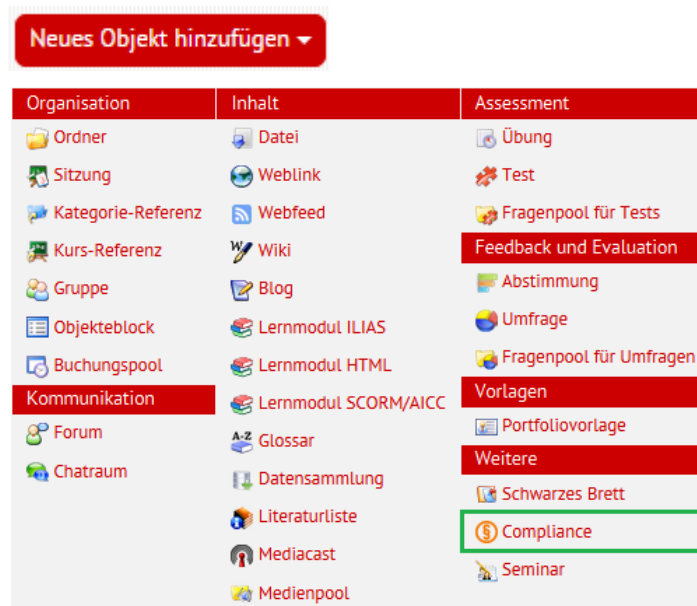 Neues Objekt hinzufügen
Organisation
Ordner
Sitzung
Kategorie-Referenz
Kurs-Referenz
Gruppe
Objekteblock
Buchungspool
Kommunikation
Forum
Chatraum
Inhalt
Datei
Weblink
Webfeed
Wiki
Blog
Lernmodul ILIAS
Lernmodul HTML
Lernmodul SCORM/AICC
Glossar
Datensammlung
Literaturliste
Mediacast
Medienpool
Assessment
Übung
Test
Fragenpool für Tests
Feedback und Evaluation
Abstimmung
Umfrage
Fragenpool für Umfragen
Vorlagen
Portfoliovorlage
Weitere
Schwarzes Brett
Compliance
Seminar